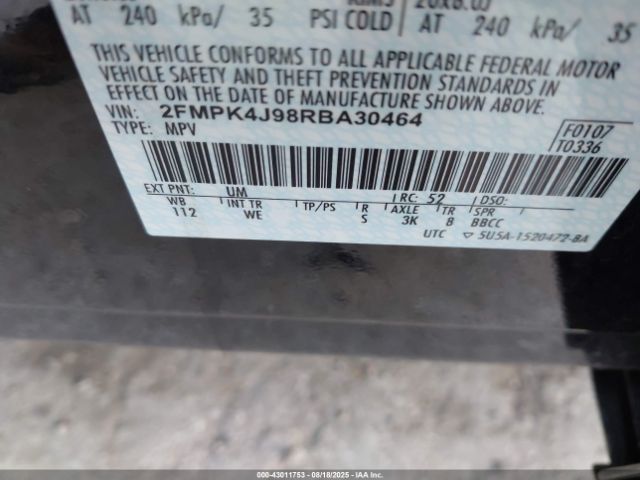 AT 240 kPa/ 35 PSI COLD AT 240 kPa/ 35
THIS VEHICLE CONFORMS TO ALL APPLICABLE FEDERAL MOTOR
VEHICLE SAFETY AND THEFT PREVENTION STANDARDS IN
EFFECT ON THE DATE OF MANUFACTURE SHOWN ABOVE.
VIN: 2FMPK4J98RBA30464
TYPE: MPV
F0107
T0336
EXT PNT: UM RC: 52 DSO:
WB INT TR TP/PS R AXLE TR SPR
112 WE S 3K 8 BBCC
UTC ▽ 5U5A-1520472-BA
000-43011753 - 08/18/2025 - IAA Inc.